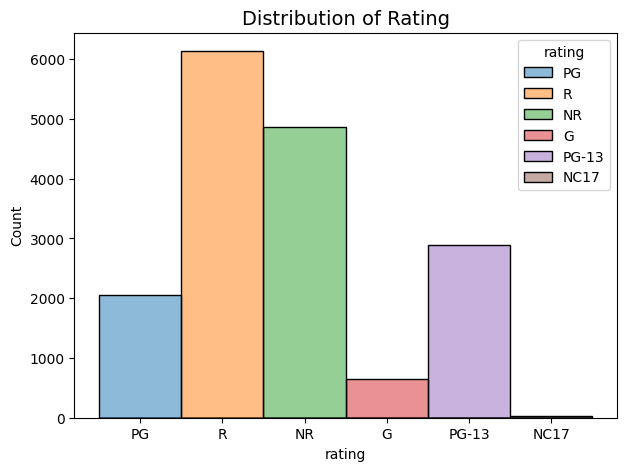 Distribution of Rating
rating
PG
R
NR
G
PG-13
NC17
6000
5000
4000
3000
2000
1000
0
Count
PG R NR G PG-13 NC17
rating